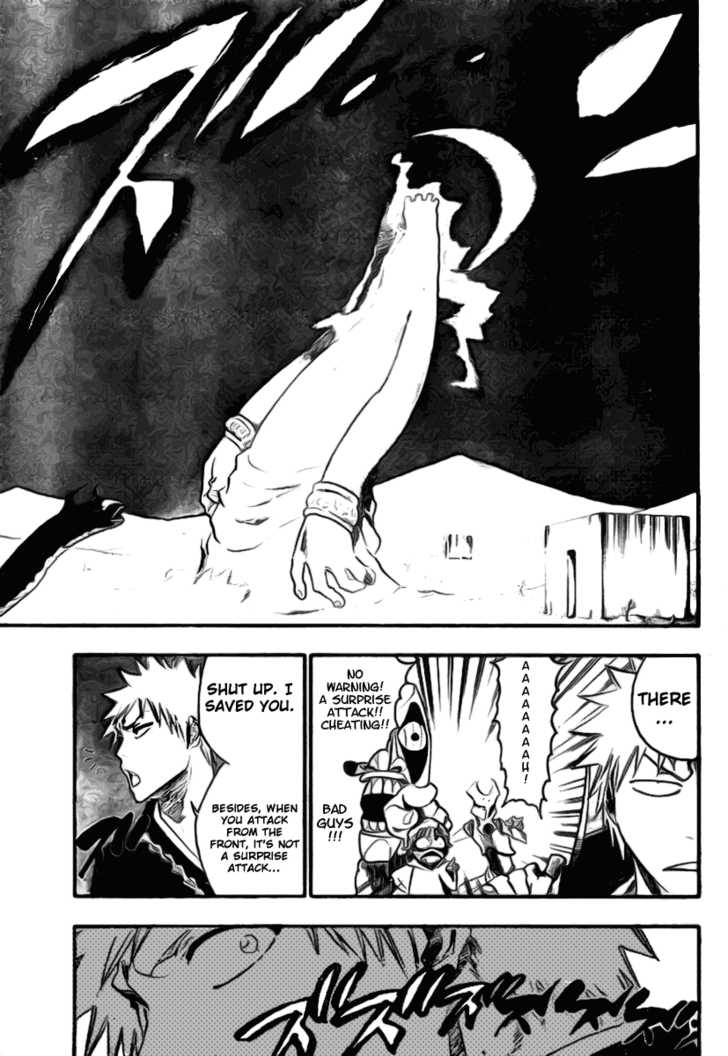 THERE
...
A
A
A
A
A
A
A
A
H
!
NO
WARNING!
A SURPRISE
ATTACK!!
CHEATING!!
BAD
GUYS
!!!
SHUT UP. I
SAVED YOU.
BESIDES, WHEN
YOU ATTACK
FROM THE
FRONT, IT'S NOT
A SURPRISE
ATTACK...